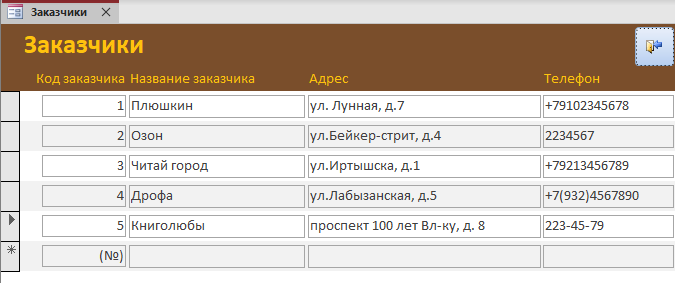 Заказчики
Заказчики
Код заказчика Название заказчика Адрес Телефон
1 Плюшкин ул. Лунная, д.7 +79102345678
2 Озон ул.Бейкер-стрит, д.4 2234567
3 Читай город ул.Иртышска, д.1 +79213456789
4 Дрофа ул.Лабызанская, д.5 +7(932)4567890
5 Книголюбы проспект 100 лет Вл-ку, д. 8 223-45-79
(№)